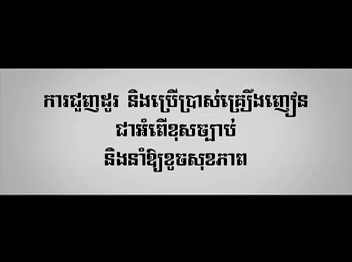 ការជួញដូរ និងប្រើប្រាស់គ្រឿងញៀន
ជាអំពើខុសច្បាប់
និងនាំឱ្យខូចសុខភាព